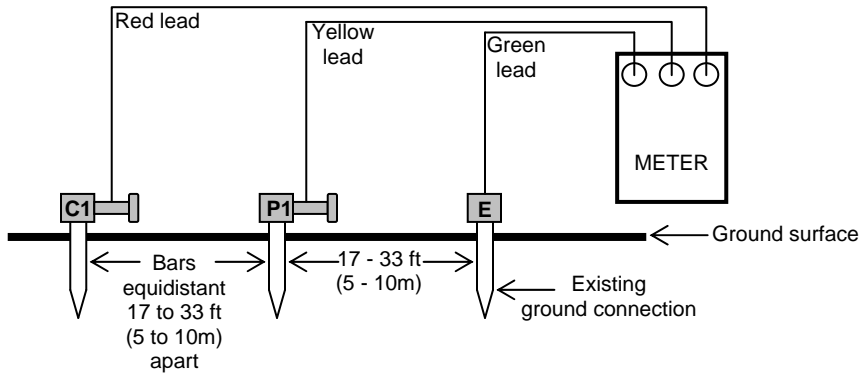 Red lead
Yellow
lead
Green
lead
METER
C1
P1
E
Ground surface
Bars
equidistant
17 to 33 ft
(5 to 10m)
apart
17 - 33 ft
(5 - 10m)
Existing
ground connection